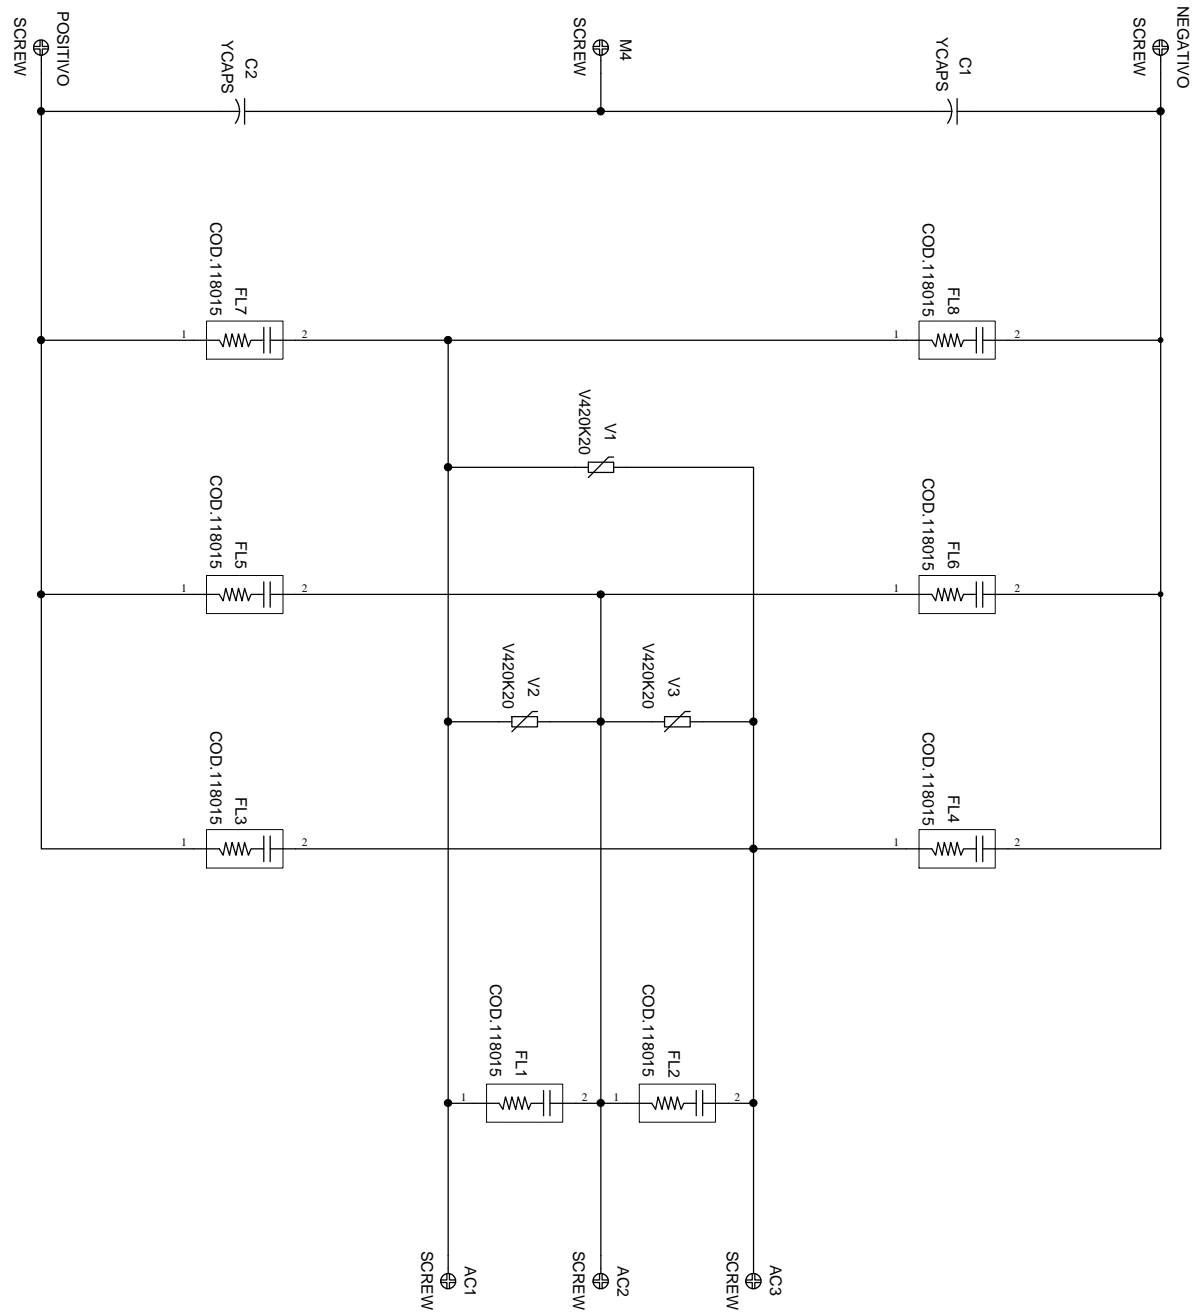 POSITIVO
SCREW
C2
YCAPS
M4
SCREW
C1
YCAPS
NEGATIVO
SCREW
FL7
COD.118015
1
2
FL8
COD.118015
1
2
V1
V420K20
FL5
COD.118015
1
2
FL6
COD.118015
1
2
V2
V420K20
V3
V420K20
FL3
COD.118015
1
2
FL4
COD.118015
1
2
FL1
COD.118015
1
2
FL2
COD.118015
1
2
AC1
SCREW
AC2
SCREW
AC3
SCREW